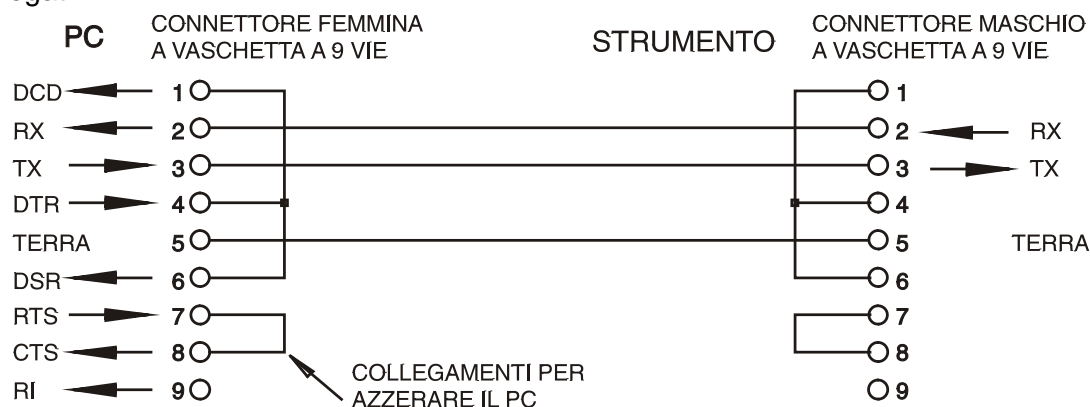 PC
CONNETTORE FEMMINA
A VASCHETTA A 9 VIE
STRUMENTO
CONNETTORE MASCHIO
A VASCHETTA A 9 VIE
DCD 1 1
RX 2 2 RX
TX 3 3 TX
DTR 4 4
TERRA 5 5 TERRA
DSR 6 6
RTS 7 7
CTS 8 8
RI 9 9
COLLEGAMENTI PER
AZZERARE IL PC